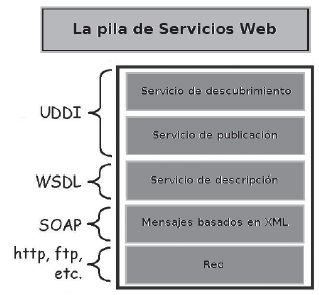 La pila de Servicios Web
UDDI
Servicio de descubrimiento
Servicio de publicación
WSDL
Servicio de descripción
SOAP
Mensajes basados en XML
http, ftp,
etc.
Red